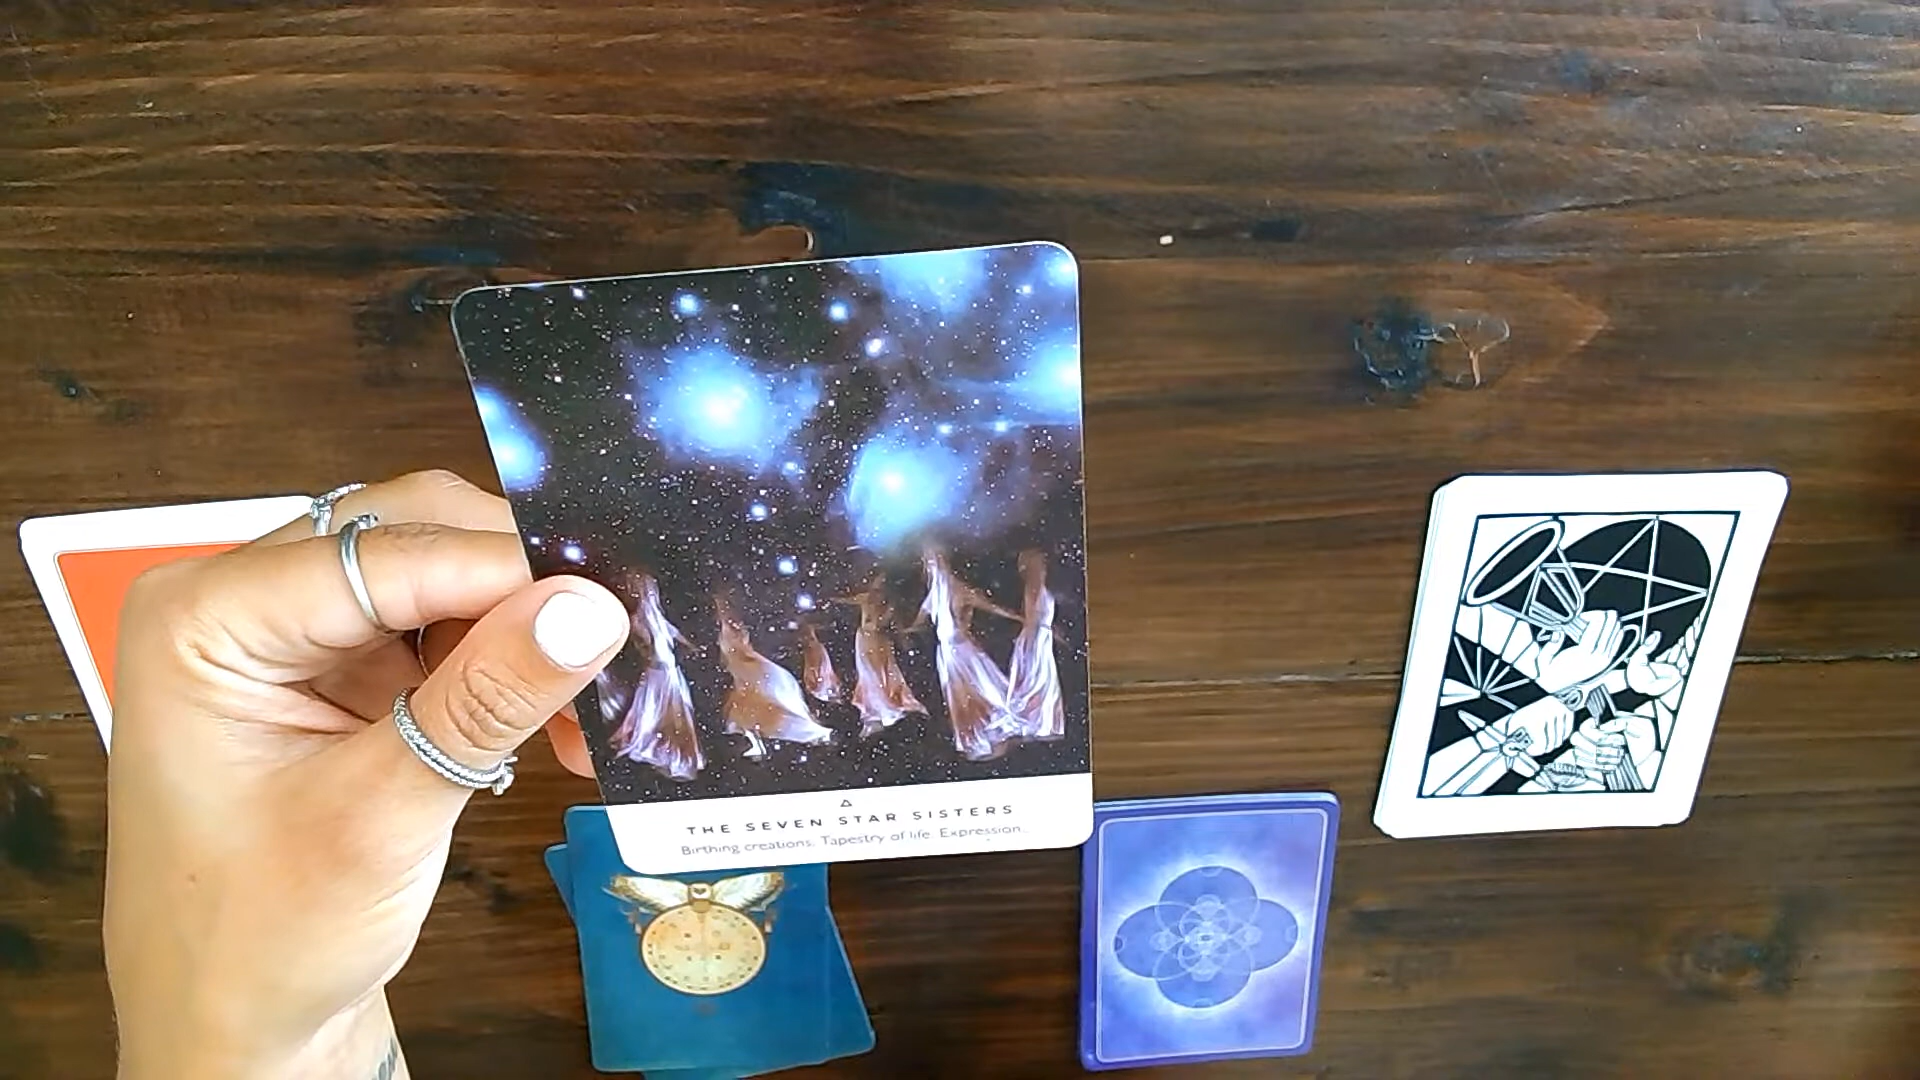 THE SEVEN STAR SISTERS
Birthing creations. Tapestry of life. Expression.